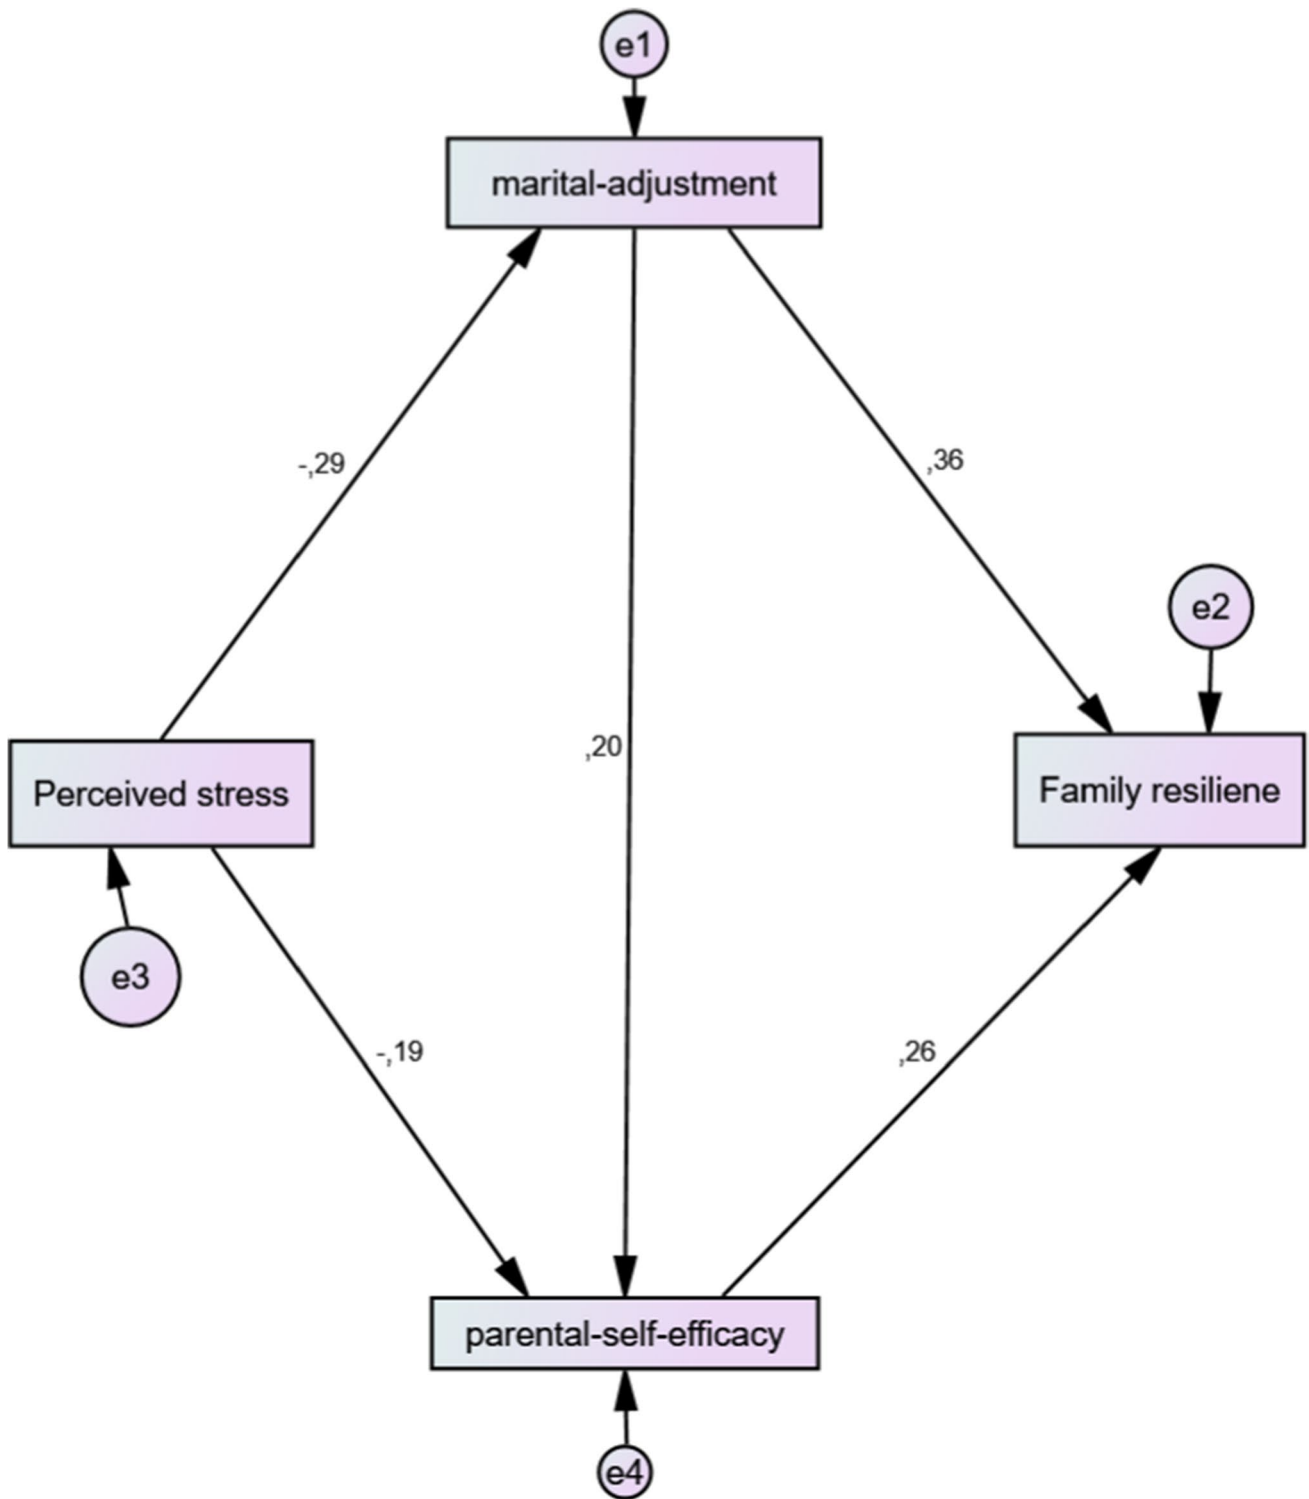 e1
marital-adjustment
-,29
,36
e2
,20
Perceived stress
Family resiliene
e3
-,19
,26
parental-self-efficacy
e4